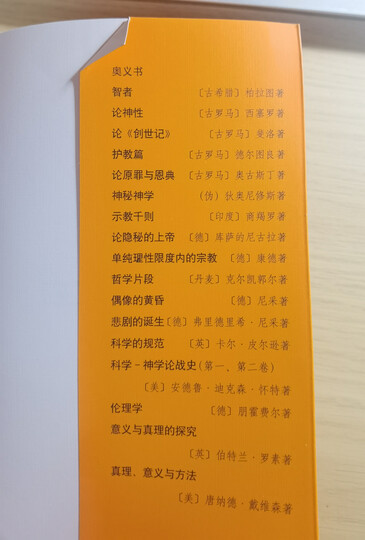 奥义书
智者 〔古希腊〕柏拉图著
论神性 〔古罗马〕西塞罗著
论《创世记》 〔古罗马〕斐洛著
护教篇 〔古罗马〕德尔图良著
论原罪与恩典 〔古罗马〕奥古斯丁著
神秘神学 (伪)狄奥尼修斯著
示教千则 〔印度〕商羯罗著
论隐秘的上帝 〔德〕库萨的尼古拉著
单纯理性限度内的宗教 〔德〕康德著
哲学片段 〔丹麦〕克尔凯郭尔著
偶像的黄昏 〔德〕尼采著
悲剧的诞生〔德〕弗里德里希·尼采著
科学的规范 〔英〕卡尔·皮尔逊著
科学-神学论战史(第一、第二卷)
〔美〕安德鲁·迪克森·怀特著
伦理学 〔德〕朋霍费尔著
意义与真理的探究
〔英〕伯特兰·罗素著
真理、意义与方法
〔美〕唐纳德·戴维森著